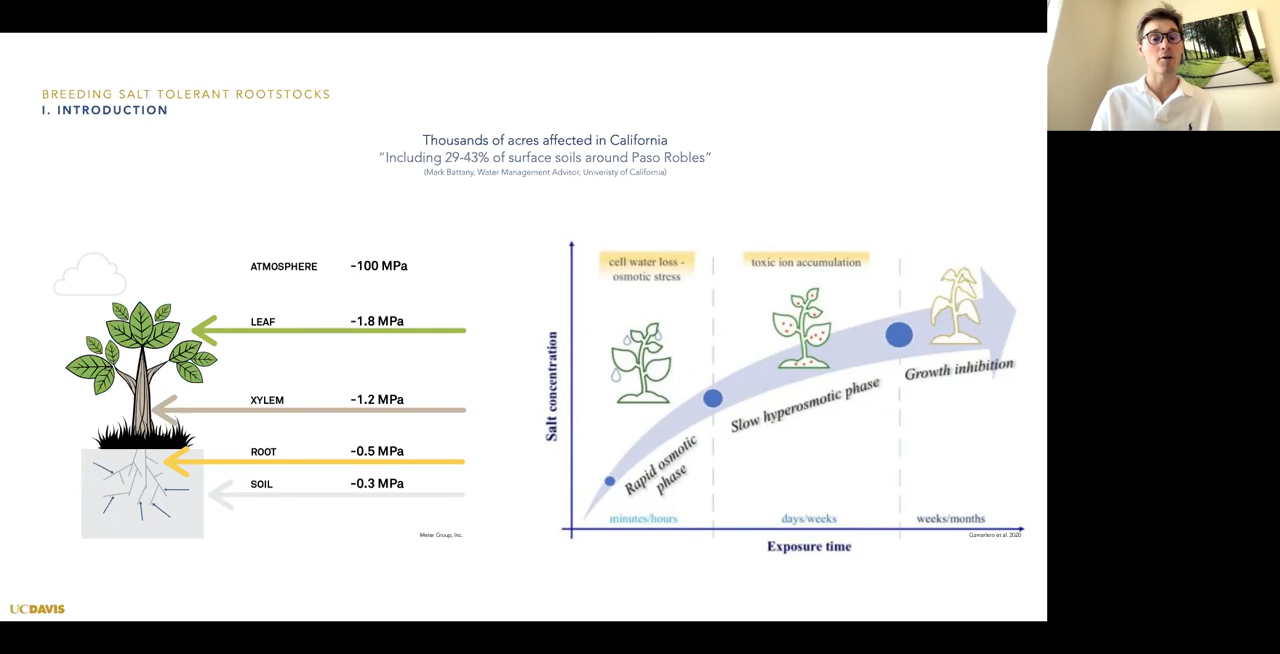 BREEDING SALT TOLERANT ROOTSTOCKS
I. INTRODUCTION
Thousands of acres affected in California
"Including 29-43% of surface soils around Paso Robles"
(Mark Battany, Water Management Advisor, Univeristy of California)
ATMOSPHERE -100 MPa
LEAF -1.8 MPa
XYLEM -1.2 MPa
ROOT -0.5 MPa
SOIL -0.3 MPa
Meter Group, Inc.
cell water loss -
osmotic stress
toxic ion accumulation
Salt concentration
Rapid osmotic
phase
Slow hyperosmotic phase
Growth inhibition
minutes/hours
days/weeks
weeks/months
Exposure time
Gamarlero et al. 2020
UCDAVIS